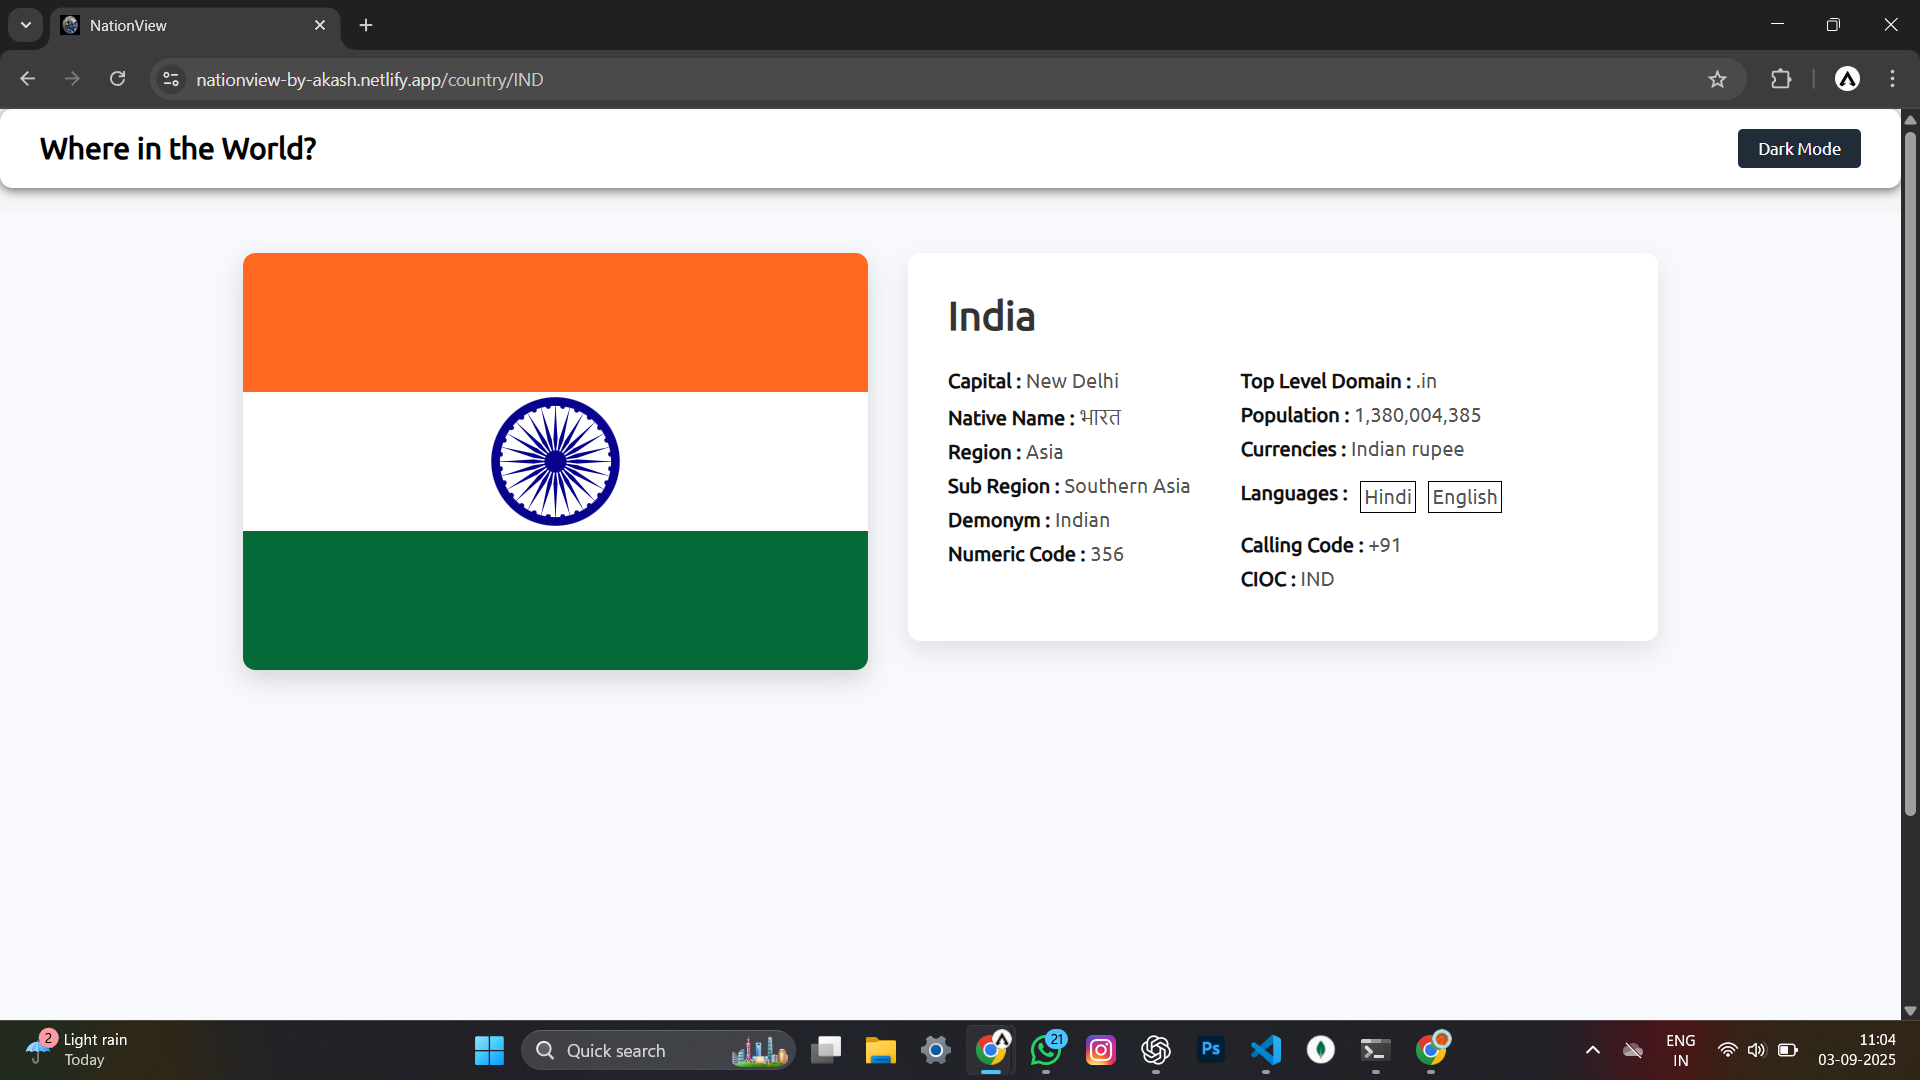 NationView
nationview-by-akash.netlify.app/country/IND
Where in the World?
Dark Mode
India
Capital : New Delhi
Native Name : भारत
Region : Asia
Sub Region : Southern Asia
Demonym : Indian
Numeric Code : 356
Top Level Domain : .in
Population : 1,380,004,385
Currencies : Indian rupee
Languages : Hindi English
Calling Code : +91
CIOC : IND
2
Light rain
Today
Quick search
21
Ps
ENG
IN
11:04
03-09-2025